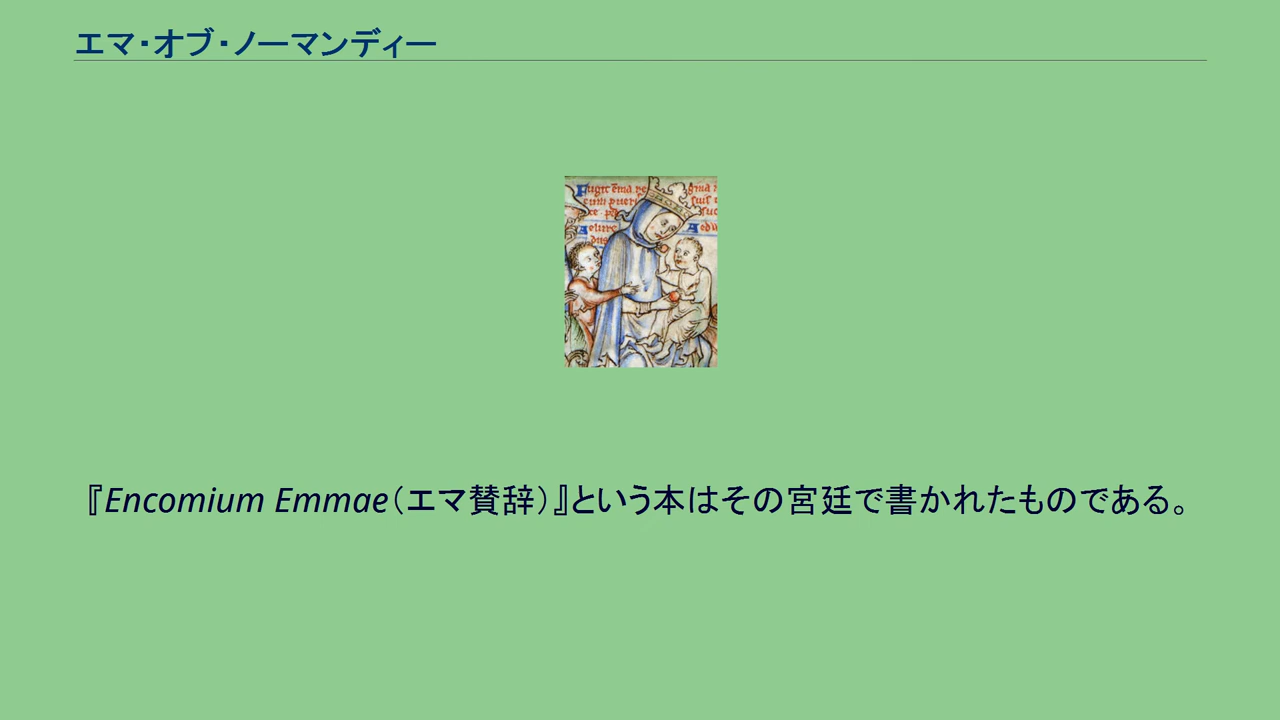 エマ・オブ・ノーマンディー
『Encomium Emmae(エマ賛辞)』という本はその宮廷で書かれたものである。